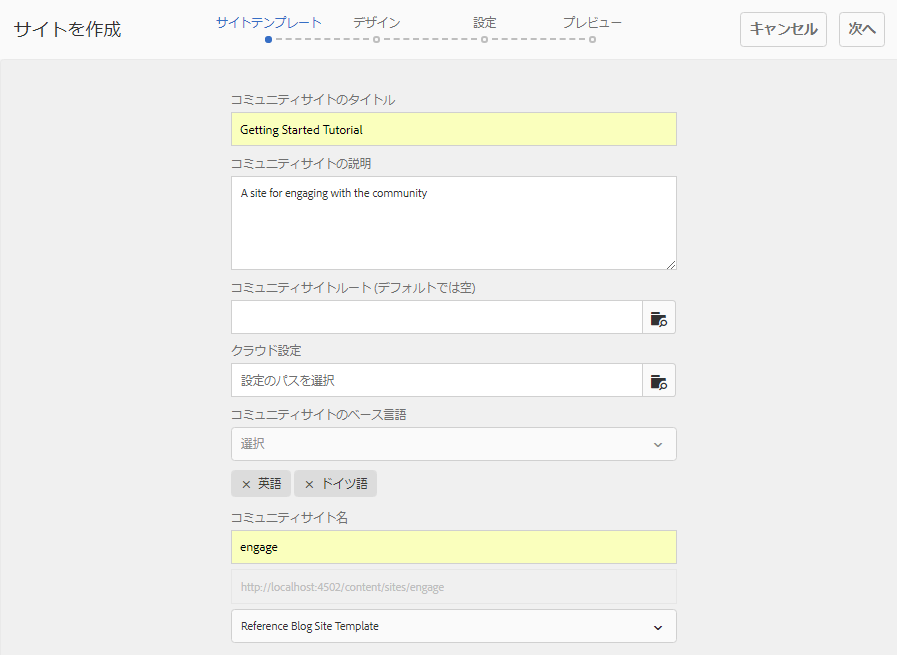 サイトを作成
サイトテンプレート デザイン 設定 プレビュー
キャンセル 次へ
コミュニティサイトのタイトル
Getting Started Tutorial
コミュニティサイトの説明
A site for engaging with the community
コミュニティサイトルート (デフォルトでは空)
クラウド設定
設定のパスを選択
コミュニティサイトのベース言語
選択
× 英語 × ドイツ語
コミュニティサイト名
engage
http://localhost:4502/content/sites/engage
Reference Blog Site Template